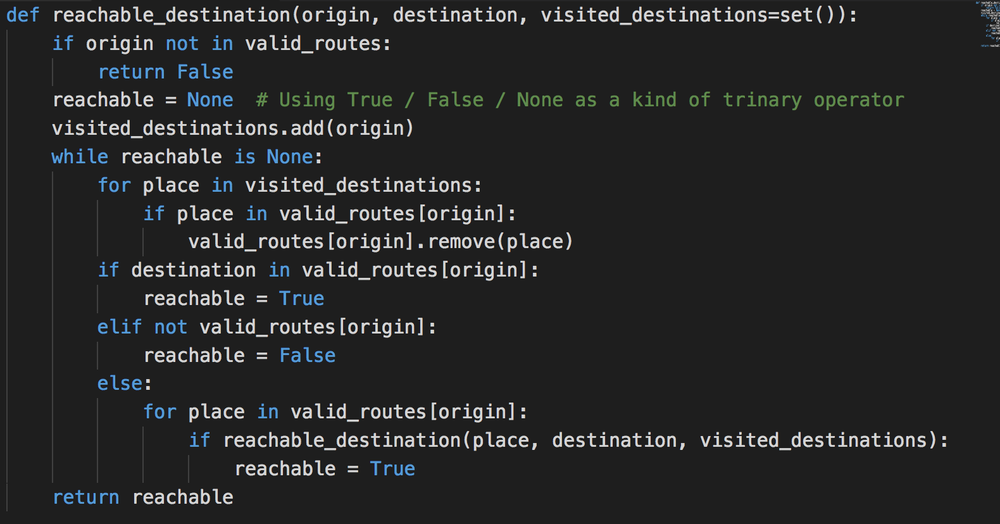 def reachable_destination(origin, destination, visited_destinations=set()):
    if origin not in valid_routes:
        return False
    reachable = None  # Using True / False / None as a kind of trinary operator
    visited_destinations.add(origin)
    while reachable is None:
        for place in visited_destinations:
            if place in valid_routes[origin]:
                valid_routes[origin].remove(place)
        if destination in valid_routes[origin]:
            reachable = True
        elif not valid_routes[origin]:
            reachable = False
        else:
            for place in valid_routes[origin]:
                if reachable_destination(place, destination, visited_destinations):
                    reachable = True
    return reachable